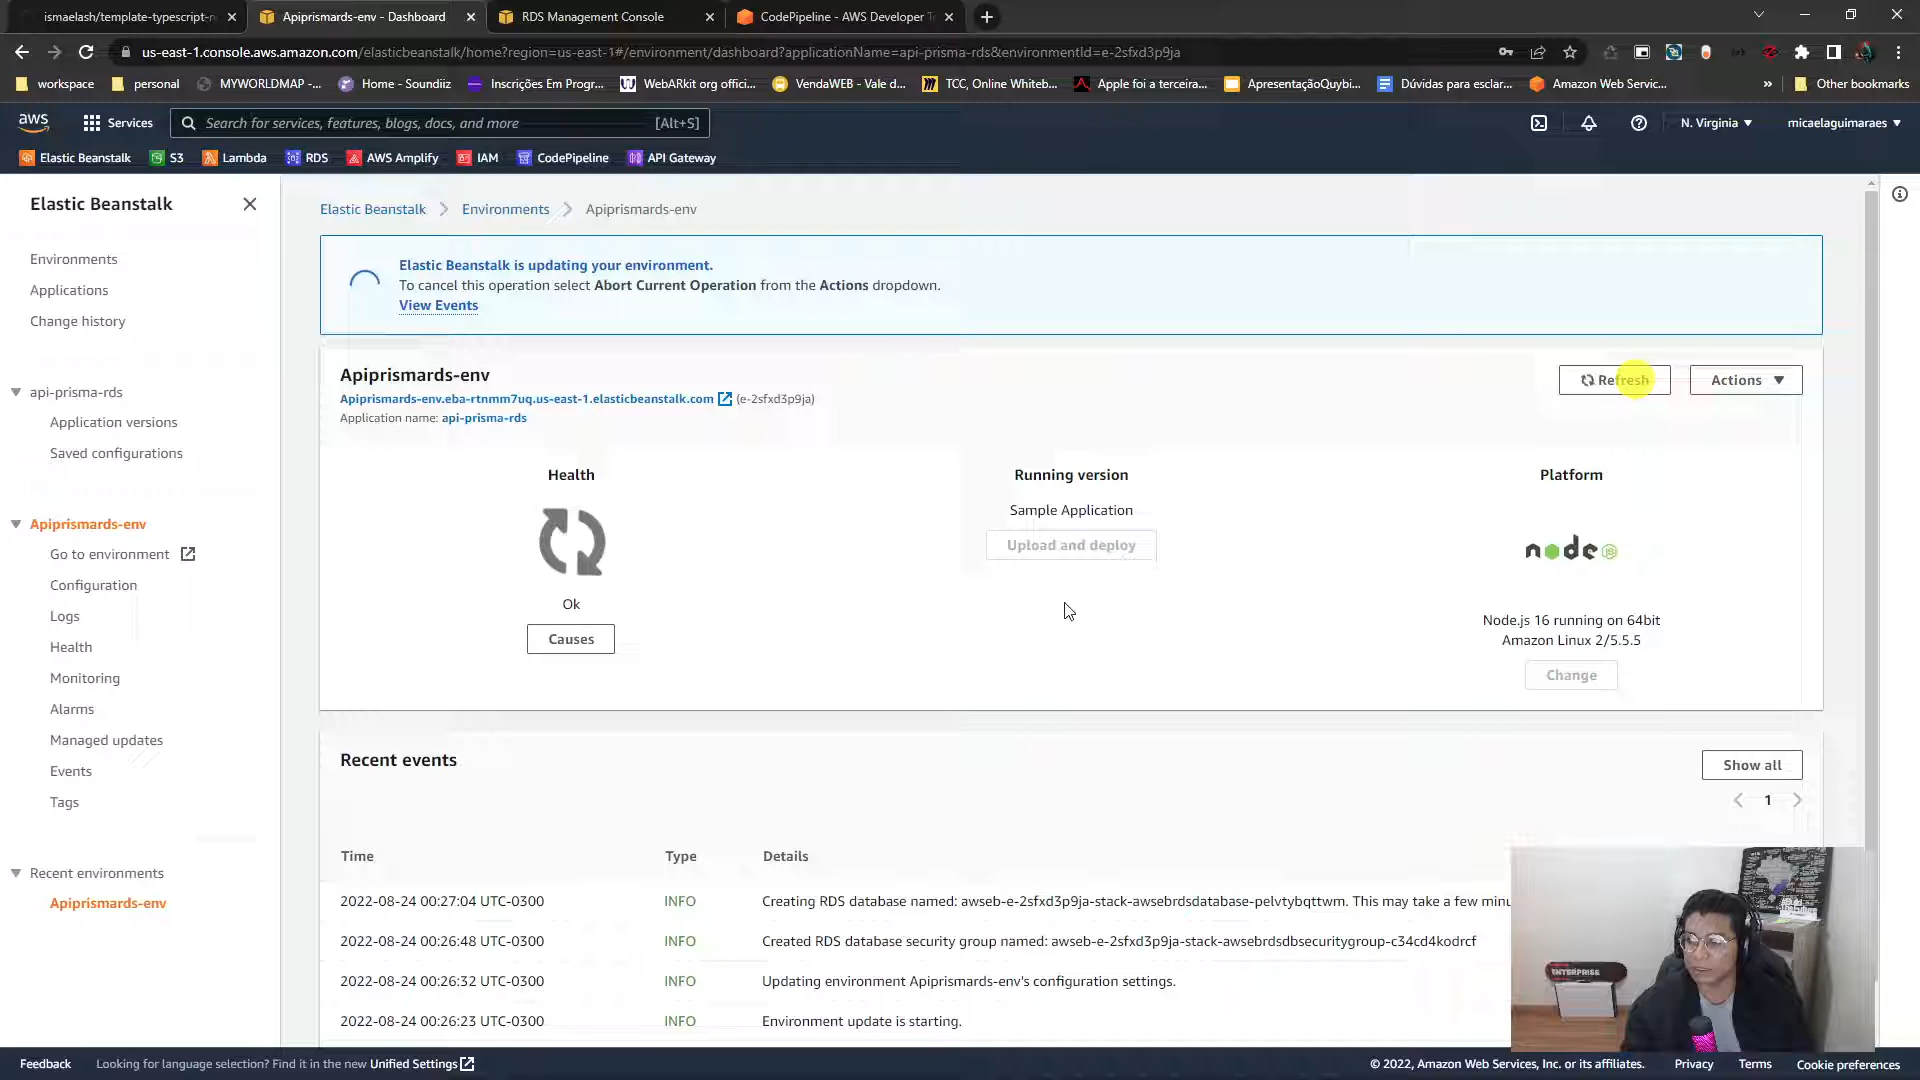 ismaelash/template-typescript-n
Apiprismards-env - Dashboard
RDS Management Console
CodePipeline - AWS Developer T
us-east-1.console.aws.amazon.com/elasticbeanstalk/home?region=us-east-1#/environment/dashboard?applicationName=api-prisma-rds&environmentId=e-2sfxd3p9ja
workspace
personal
MYWORLDMAP -...
Home - Soundiiz
Inscrições Em Progr...
WebARkit org offici...
VendaWEB - Vale d...
TCC, Online Whiteb...
Apple foi a terceira...
ApresentaçãoQuybi...
Dúvidas para esclar...
Amazon Web Servic...
»
Other bookmarks
aws
Services
Search for services, features, blogs, docs, and more
[Alt+S]
N. Virginia
micaelaguimaraes
Elastic Beanstalk
S3
Lambda
RDS
AWS Amplify
IAM
CodePipeline
API Gateway
Elastic Beanstalk
Environments
Applications
Change history
api-prisma-rds
Application versions
Saved configurations
Apiprismards-env
Go to environment
Configuration
Logs
Health
Monitoring
Alarms
Managed updates
Events
Tags
Recent environments
Apiprismards-env
Elastic Beanstalk
Environments
Apiprismards-env
Elastic Beanstalk is updating your environment.
To cancel this operation select Abort Current Operation from the Actions dropdown.
View Events
Apiprismards-env
Apiprismards-env.eba-rtnmm7uq.us-east-1.elasticbeanstalk.com (e-2sfxd3p9ja)
Application name: api-prisma-rds
Refresh
Actions
Health
Ok
Causes
Running version
Sample Application
Upload and deploy
Platform
node
Node.js 16 running on 64bit
Amazon Linux 2/5.5.5
Change
Recent events
Show all
1
Time Type Details
2022-08-24 00:27:04 UTC-0300 INFO Creating RDS database named: awseb-e-2sfxd3p9ja-stack-awsebrdsdatabase-pelvtybqttwm. This may take a few minu
2022-08-24 00:26:48 UTC-0300 INFO Created RDS database security group named: awseb-e-2sfxd3p9ja-stack-awsebrdsdbsecuritygroup-c34cd4kodrcf
2022-08-24 00:26:32 UTC-0300 INFO Updating environment Apiprismards-env's configuration settings.
2022-08-24 00:26:23 UTC-0300 INFO Environment update is starting.
ENTERPRISE
Feedback
Looking for language selection? Find it in the new Unified Settings
© 2022, Amazon Web Services, Inc. or its affiliates.
Privacy
Terms
Cookie preferences